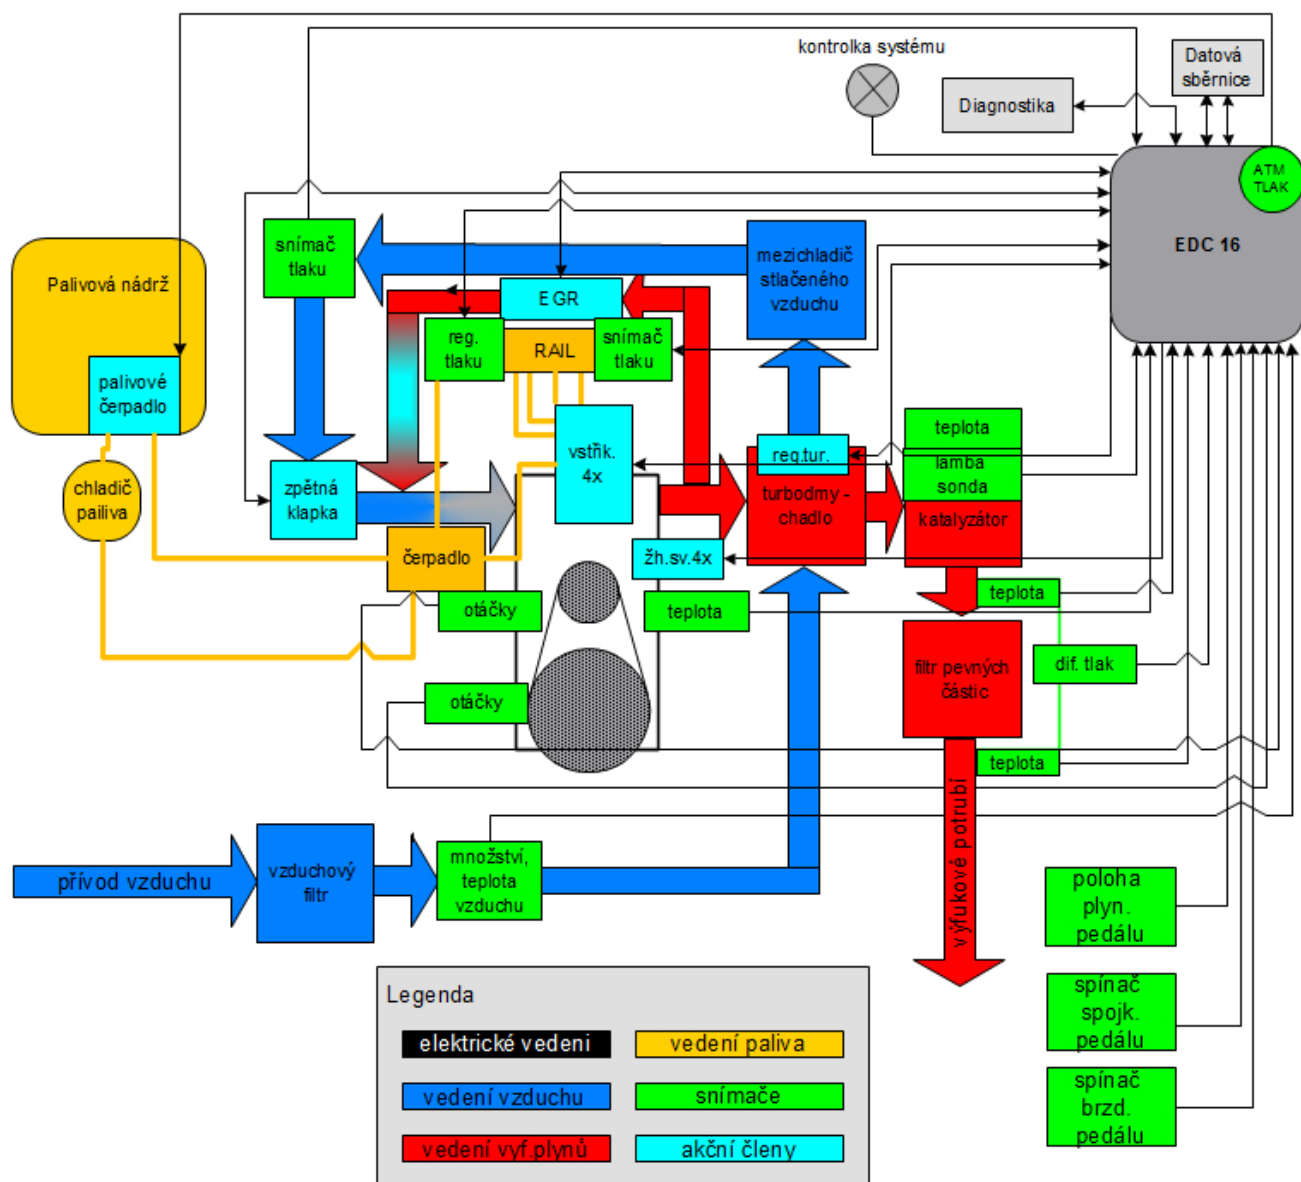 kontrolka systému
Datová
sběrnice
Diagnostika
ATM
TLAK
EDC 16
snímač
tlaku
mezichladič
stlačeného
vzduchu
Palivová nádrž
EGR
reg.
tlaku
RAIL
snímač
tlaku
palivové
čerpadlo
vstřik.
4x
reg.tur.
teplota
lamba
sonda
chladič
pailiva
zpětná
klapka
turbodmy -
chadlo
katalyzátor
čerpadlo
žh.sv.4x
otáčky
teplota
teplota
filtr pevných
částic
dif. tlak
otáčky
teplota
výfukové potrubí
přívod vzduchu
vzduchový
filtr
množství,
teplota
vzduchu
poloha
plyn.
pedálu
spínač
spojk.
pedálu
spínač
brzd.
pedálu
Legenda
elektrické vedeni
vedení paliva
vedení vzduchu
snímače
vedení vyf.plynů
akční členy